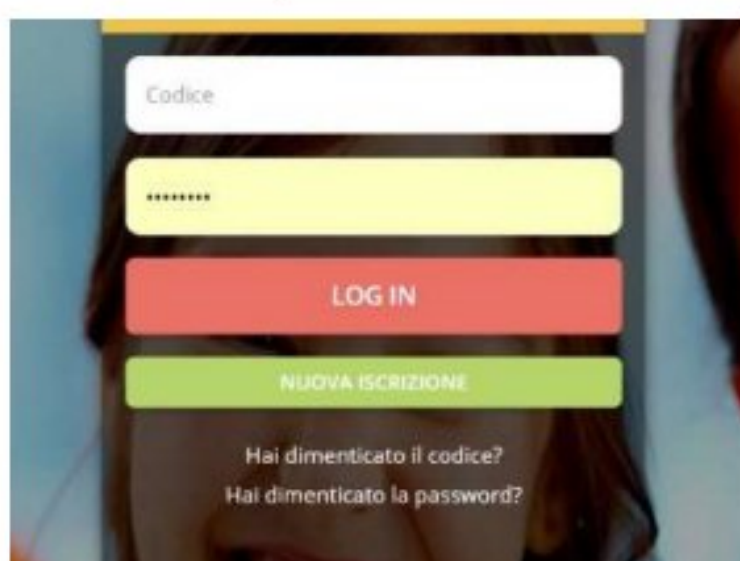 Codice
••••••••
LOG IN
NUOVA ISCRIZIONE
Hai dimenticato il codice?
Hai dimenticato la password?